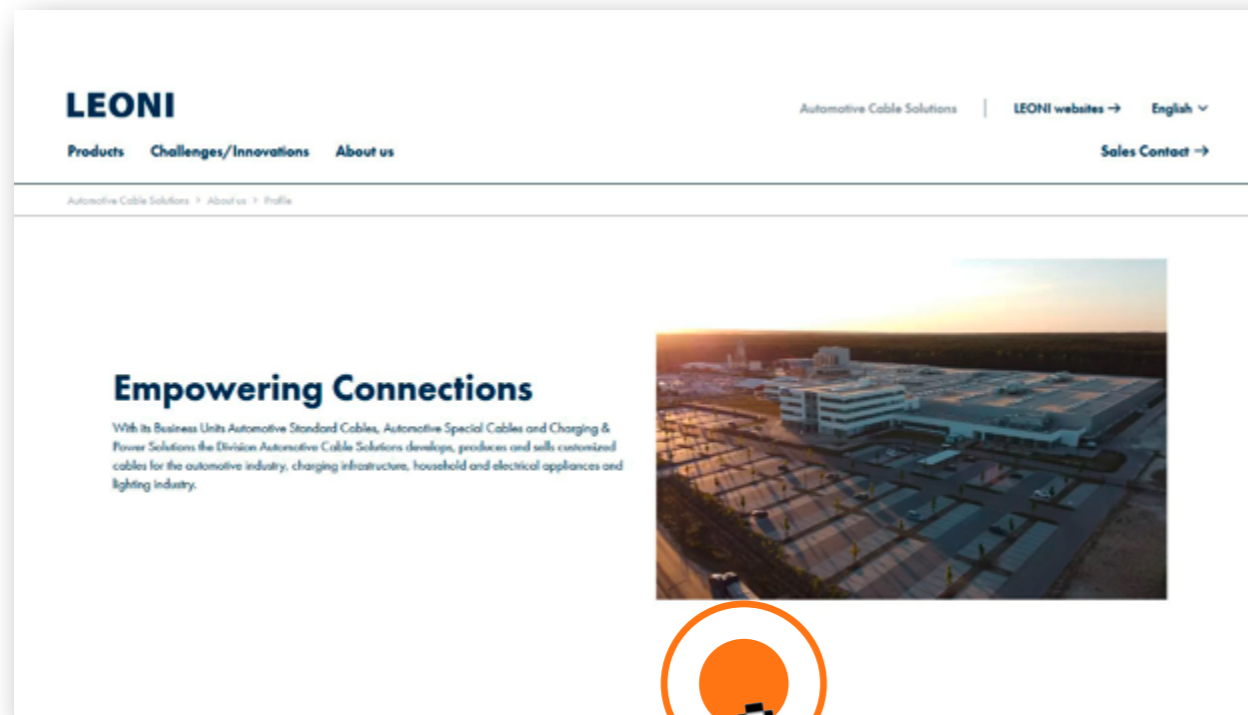 LEONI
Automotive Cable Solutions
LEONI websites →
English
Products
Challenges/Innovations
About us
Sales Contact →
Automotive Cable Solutions > About us > Profile
Empowering Connections
With its Business Units Automotive Standard Cables, Automotive Special Cables and Charging &
Power Solutions the Division Automotive Cable Solutions develops, produces and sells customized
cables for the automotive industry, charging infrastructure, household and electrical appliances and
lighting industry.